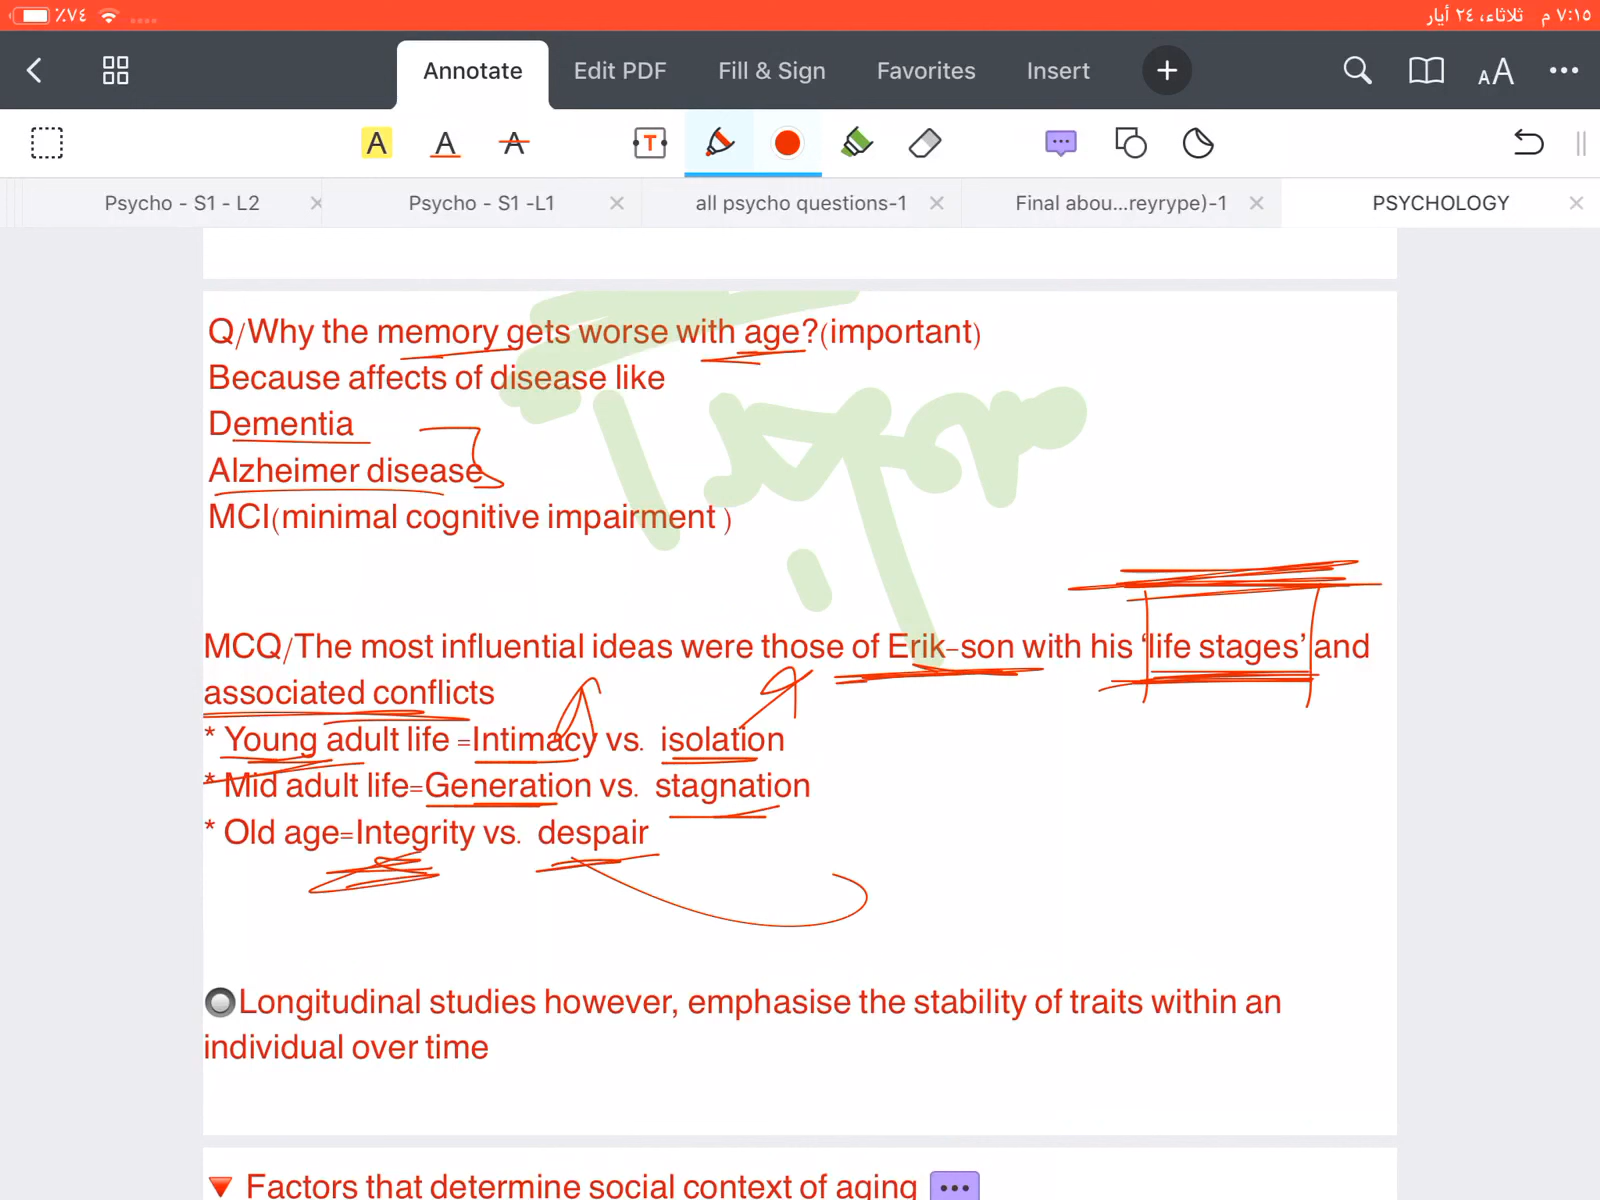 ٪٧٤ ٧:١٥ م ثلاثاء، ٢٤ أيار
Annotate Edit PDF Fill & Sign Favorites Insert
Psycho - S1 - L2 Psycho - S1 -L1 all psycho questions-1 Final abou...reyrype)-1 PSYCHOLOGY
Q/Why the memory gets worse with age?(important)
Because affects of disease like
Dementia
Alzheimer disease
MCI(minimal cognitive impairment )
MCQ/The most influential ideas were those of Erik-son with his ‘life stages’ and
associated conflicts
* Young adult life =Intimacy vs. isolation
* Mid adult life=Generation vs. stagnation
* Old age=Integrity vs. despair
Longitudinal studies however, emphasise the stability of traits within an
individual over time
Factors that determine social context of aging